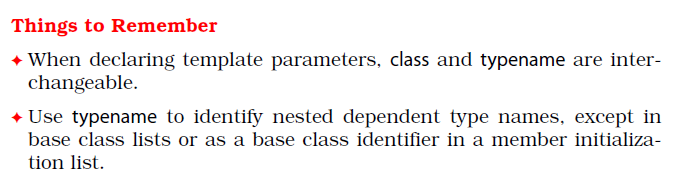 Things to Remember
✦ When declaring template parameters, class and typename are inter-
changeable.
✦ Use typename to identify nested dependent type names, except in
base class lists or as a base class identifier in a member initializa-
tion list.